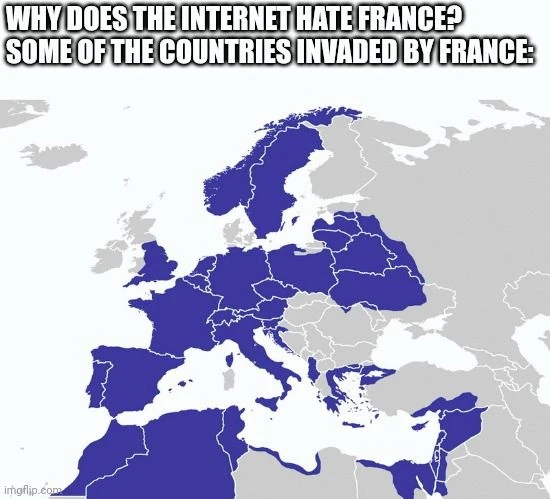 WHY DOES THE INTERNET HATE FRANCE?
SOME OF THE COUNTRIES INVADED BY FRANCE:
imgflip.com